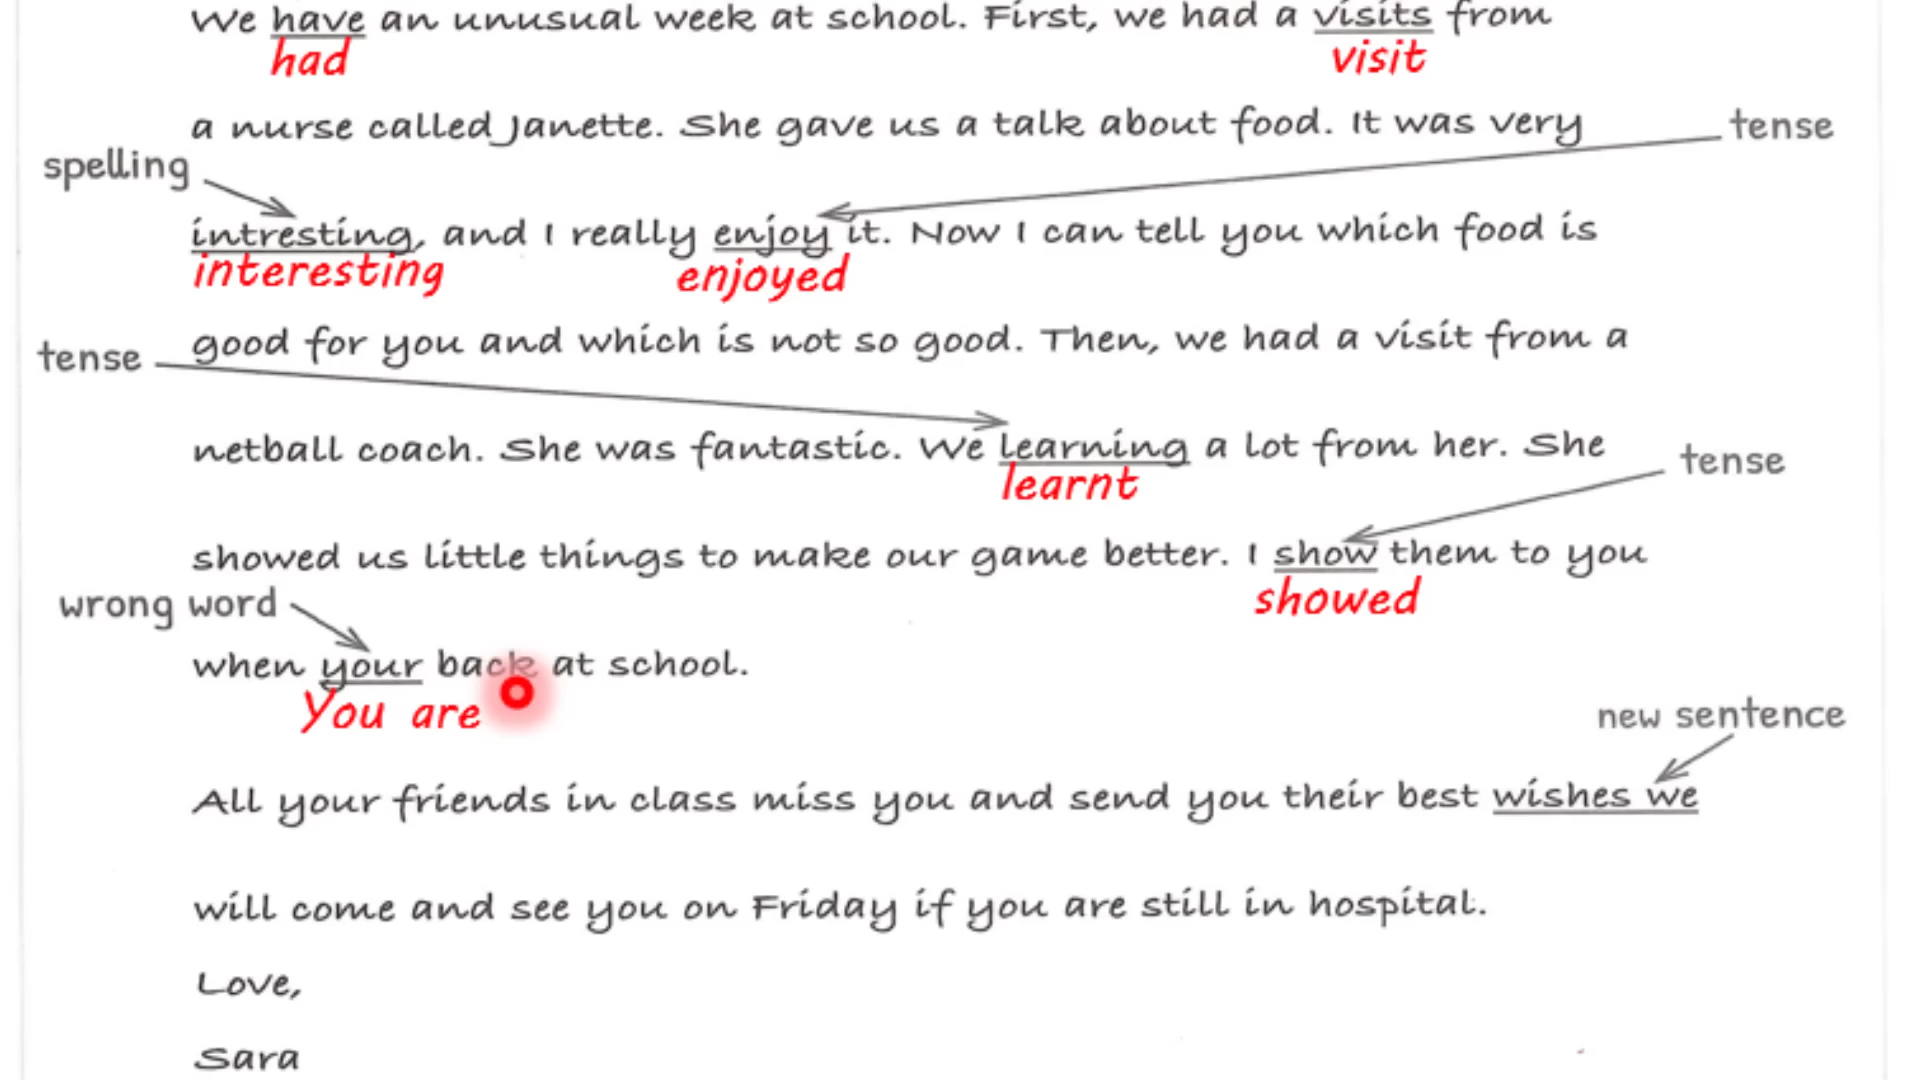 We have an unusual week at school. First, we had a visits from
had
visit
a nurse called Janette. She gave us a talk about food. It was very
tense
spelling
intresting, and I really enjoy it. Now I can tell you which food is
interesting
enjoyed
good for you and which is not so good. Then, we had a visit from a
tense
netball coach. She was fantastic. We learning a lot from her. She
tense
learnt
showed us little things to make our game better. I show them to you
showed
wrong word
when your back at school.
You are
new sentence
All your friends in class miss you and send you their best wishes we
will come and see you on Friday if you are still in hospital.
Love,
Sara